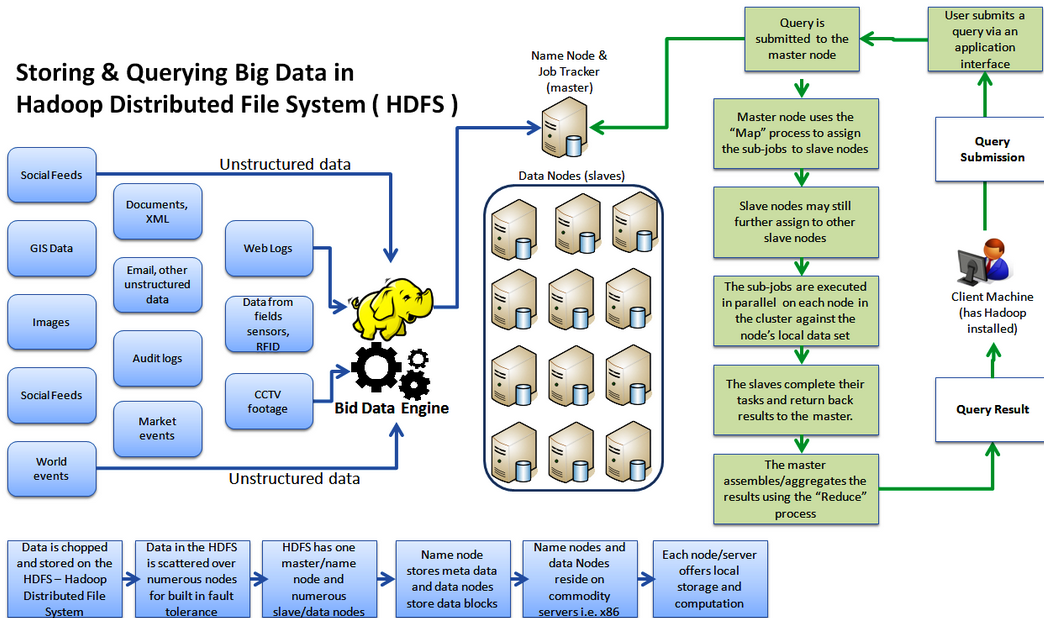 Storing & Querying Big Data in
Hadoop Distributed File System ( HDFS )
Social Feeds
GIS Data
Images
Social Feeds
World
events
Documents,
XML
Email, other
unstructured
data
Audit logs
Market
events
Web Logs
Data from
fields
sensors,
RFID
CCTV
footage
Unstructured data
Unstructured data
Bid Data Engine
Name Node &
Job Tracker
(master)
Data Nodes (slaves)
Query is
submitted to the
master node
Master node uses the
“Map” process to assign
the sub-jobs to slave nodes
Slave nodes may still
further assign to other
slave nodes
The sub-jobs are executed
in parallel on each node in
the cluster against the
node’s local data set
The slaves complete their
tasks and return back
results to the master.
The master
assembles/aggregates the
results using the “Reduce”
process
User submits a
query via an
application
interface
Query
Submission
Client Machine
(has Hadoop
installed)
Query Result
Data is chopped
and stored on the
HDFS – Hadoop
Distributed File
System
Data in the HDFS
is scattered over
numerous nodes
for built in fault
tolerance
HDFS has one
master/name
node and
numerous
slave/data nodes
Name node
stores meta data
and data nodes
store data blocks
Name nodes and
data Nodes
reside on
commodity
servers i.e. x86
Each node/server
offers local
storage and
computation